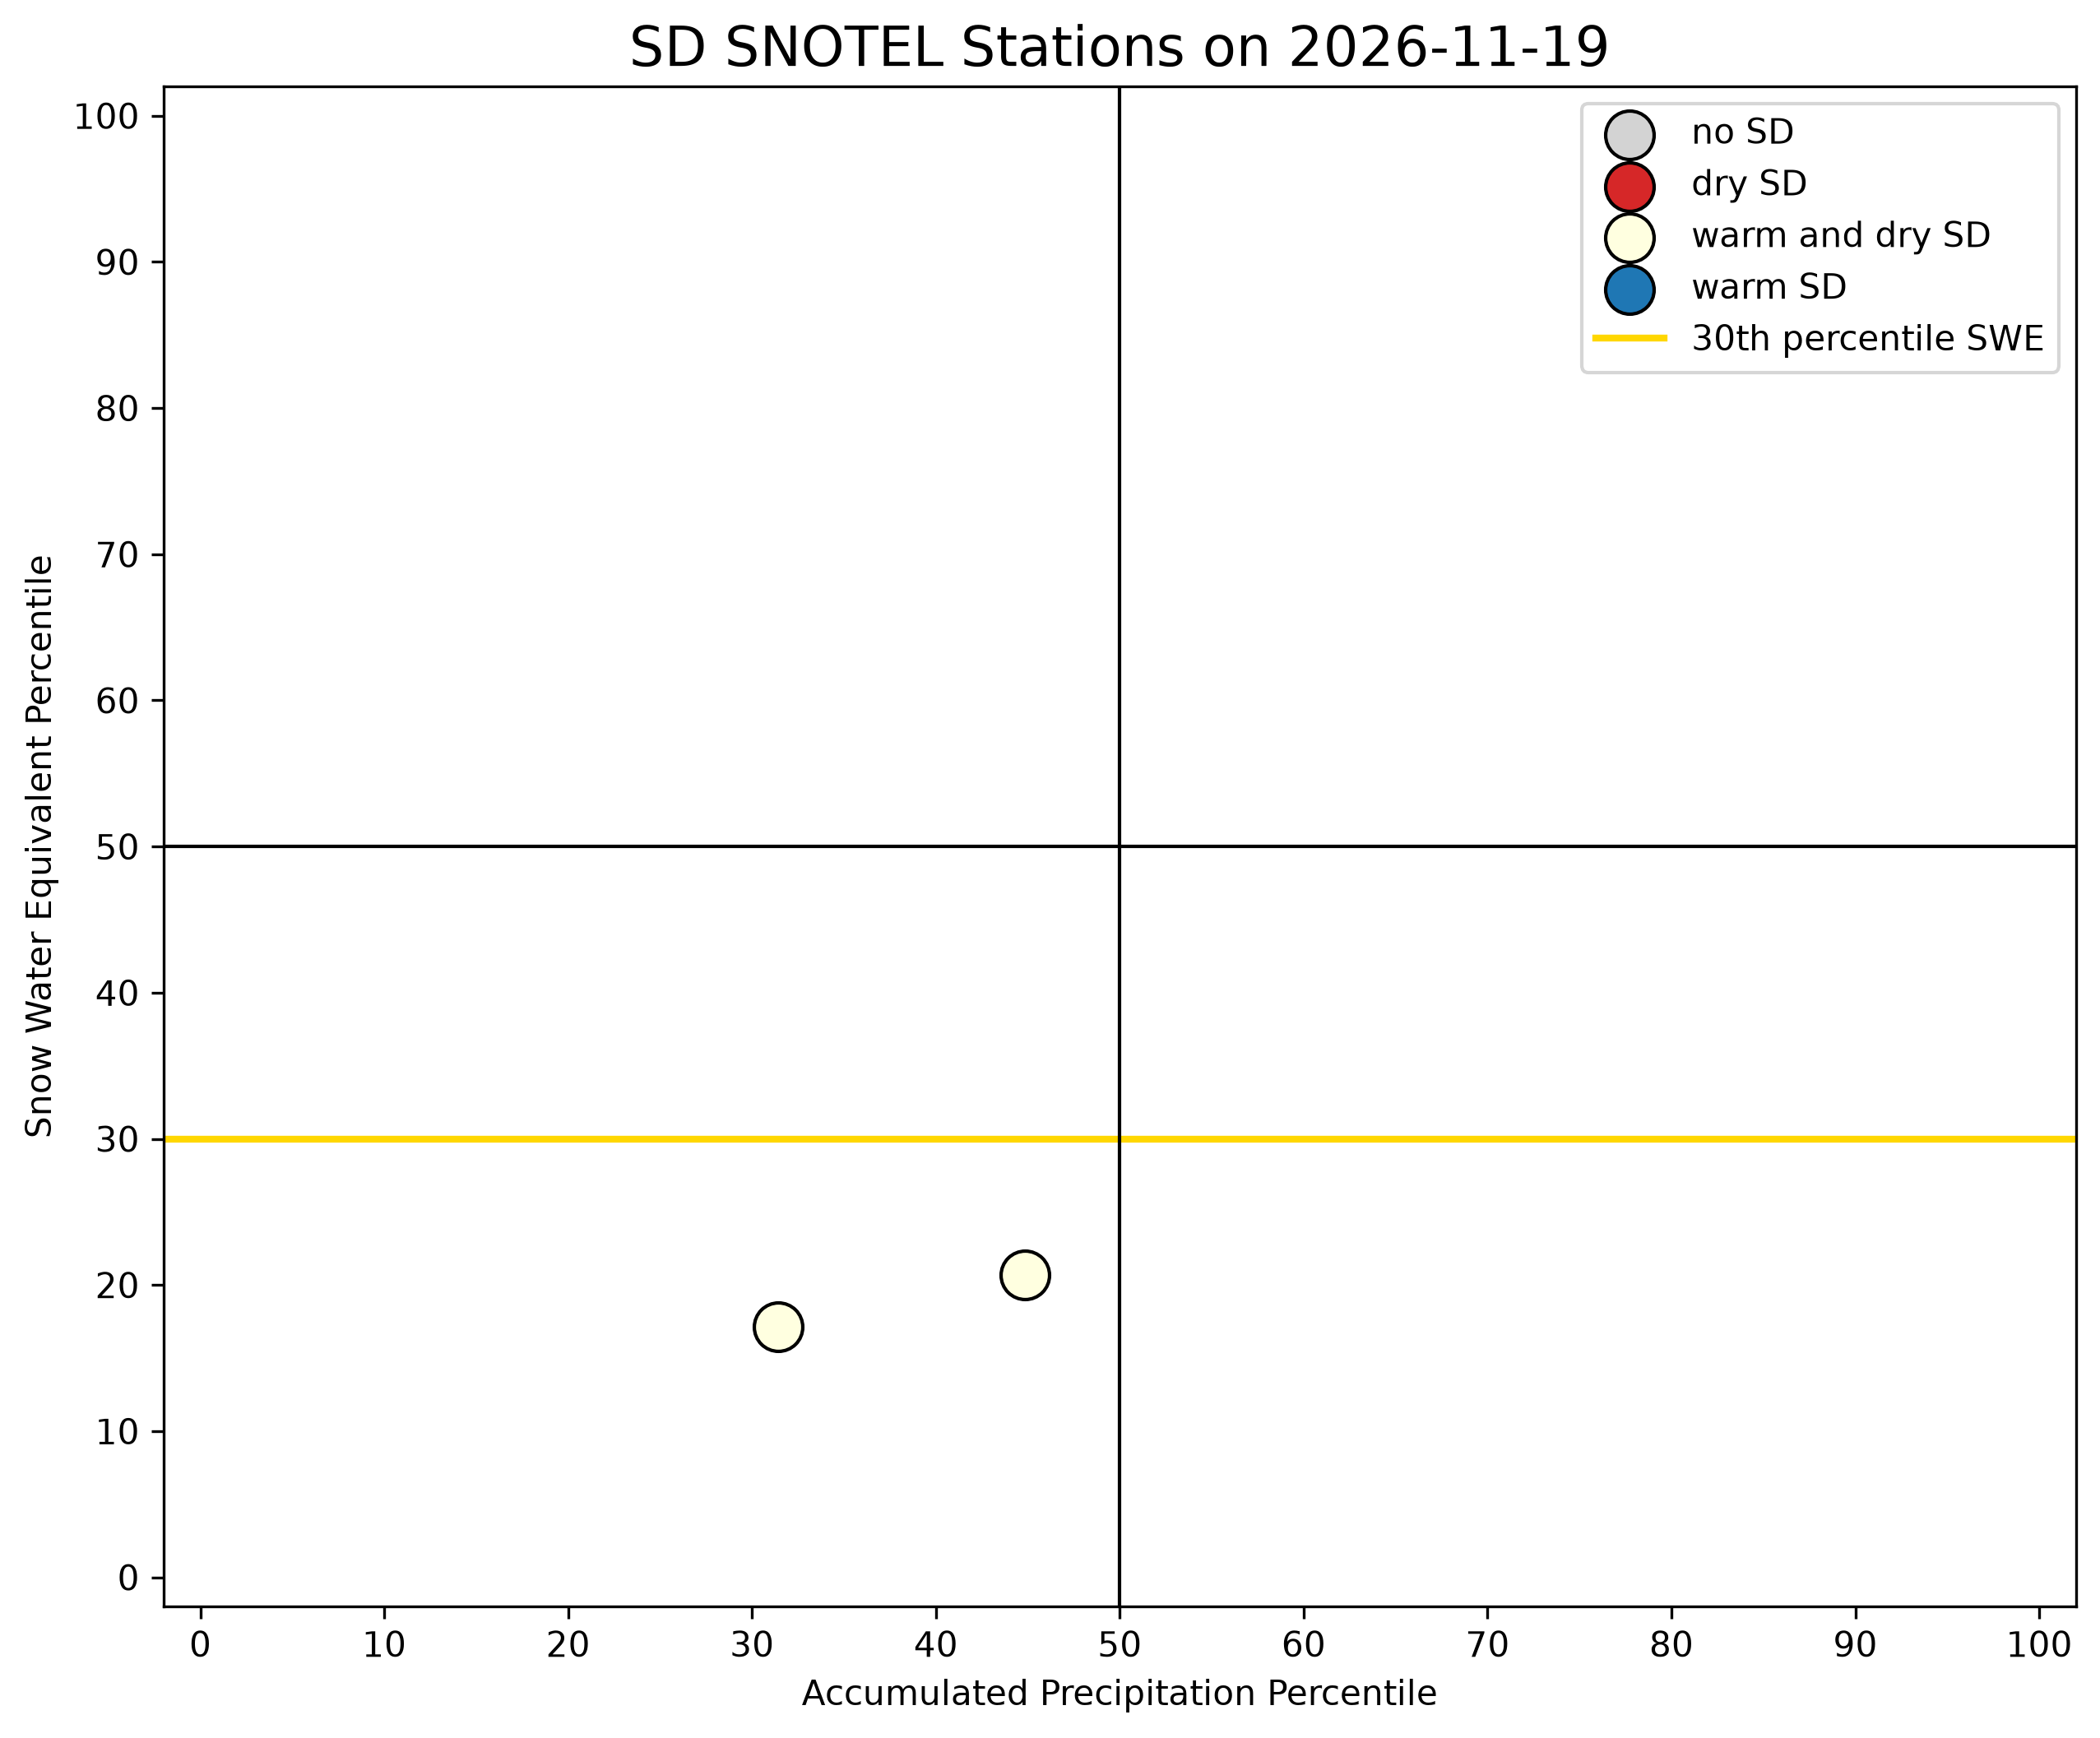 SD SNOTEL Stations on 2026-11-19
no SD
dry SD
warm and dry SD
warm SD
30th percentile SWE
Snow Water Equivalent Percentile
100
90
80
70
60
50
40
30
20
10
0
0 10 20 30 40 50 60 70 80 90 100
Accumulated Precipitation Percentile